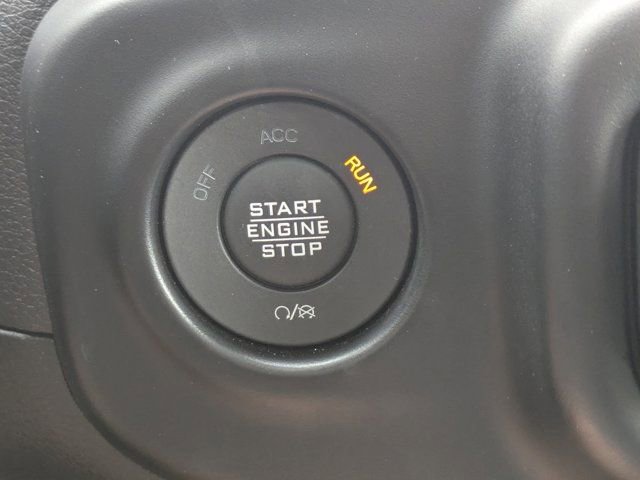 OFF
ACC
RUN
START
ENGINE
STOP